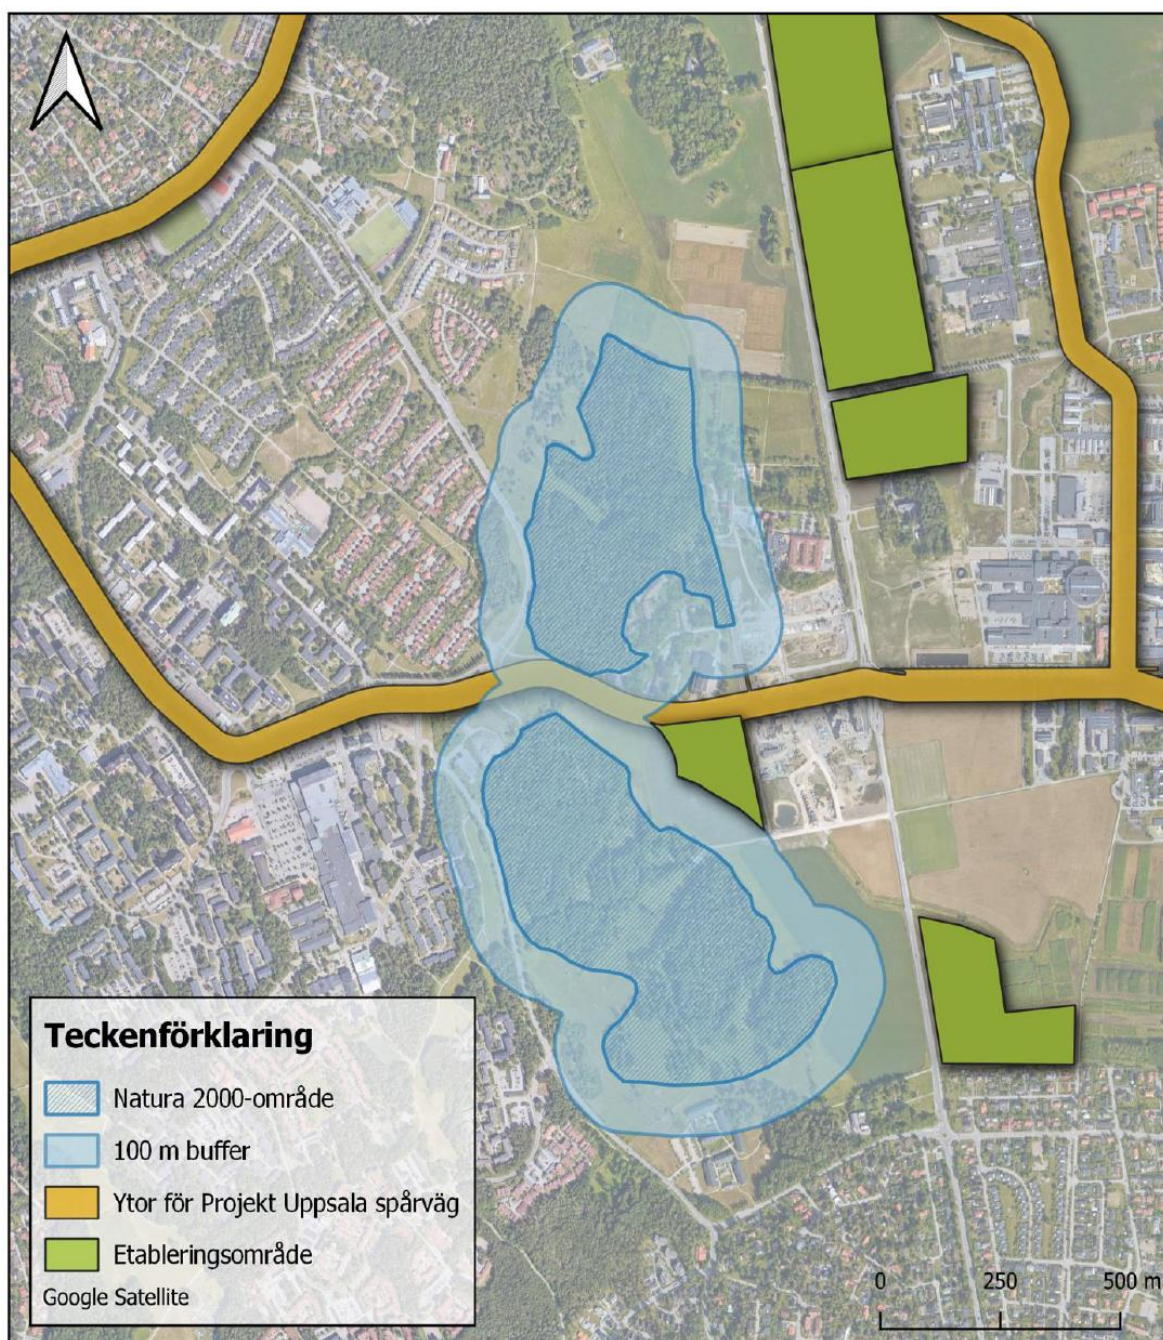 Teckenförklaring
Natura 2000-område
100 m buffer
Ytor för Projekt Uppsala spårväg
Etableringsområde
Google Satellite
0 250 500 m